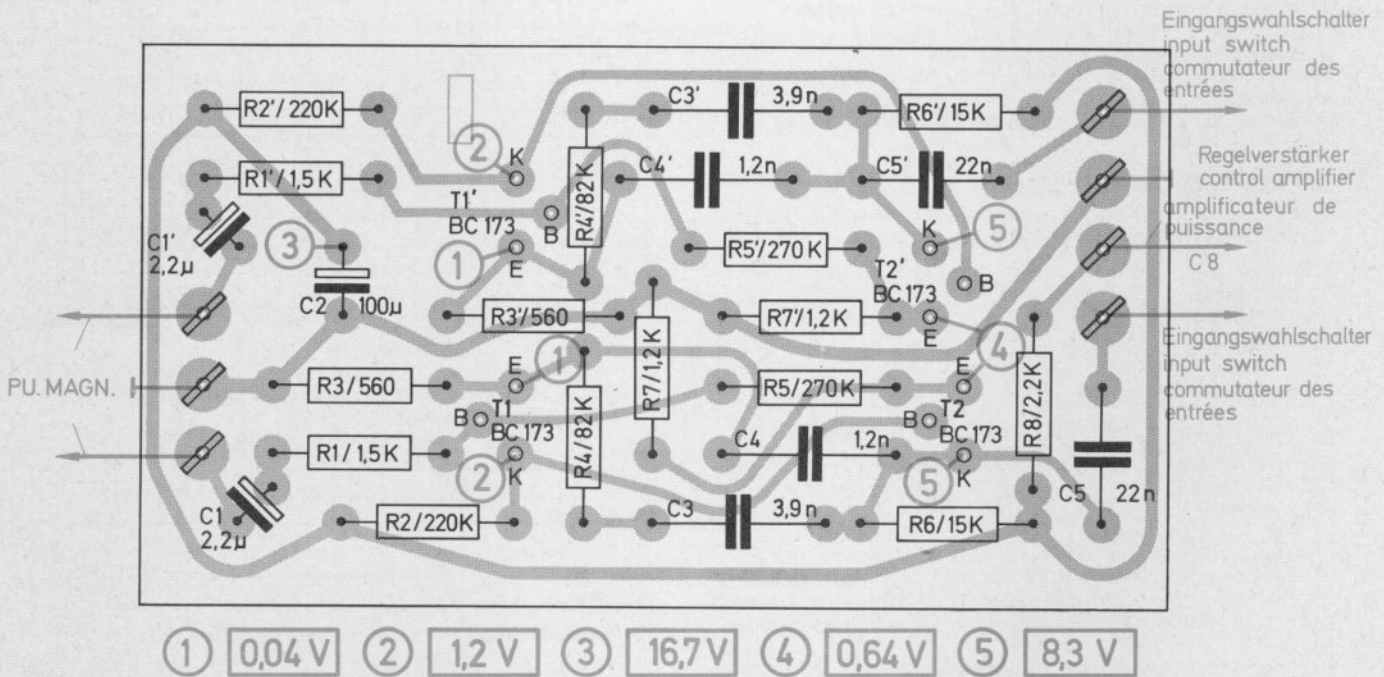 Eingangswahlschalter
input switch
commutateur des
entrées
R2'/220K
C3'
3,9n
R6'/15K
2
K
R1'/1,5K
C4'
1,2n
C5'
22n
Regelverstärker
control amplifier
T1'
BC 173
B
R4'/82K
amplificateur de
puissance
C1'
2,2µ
3
1
E
R5'/270K
K
5
C 8
T2'
BC 173
B
C2
100µ
R3'/560
R7'/1,2K
E
4
Eingangswahlschalter
input switch
commutateur des
entrées
PU. MAGN.
R3/560
E
1
R7/1,2K
R5/270K
E
R8/2,2K
B
T1
BC 173
B
T2
BC 173
R1/1,5K
2
K
R4/82K
C4
1,2n
5
K
C5
22n
C1
2,2µ
R2/220K
C3
3,9n
R6/15K
1 0,04 V 2 1,2 V 3 16,7 V 4 0,64 V 5 8,3 V